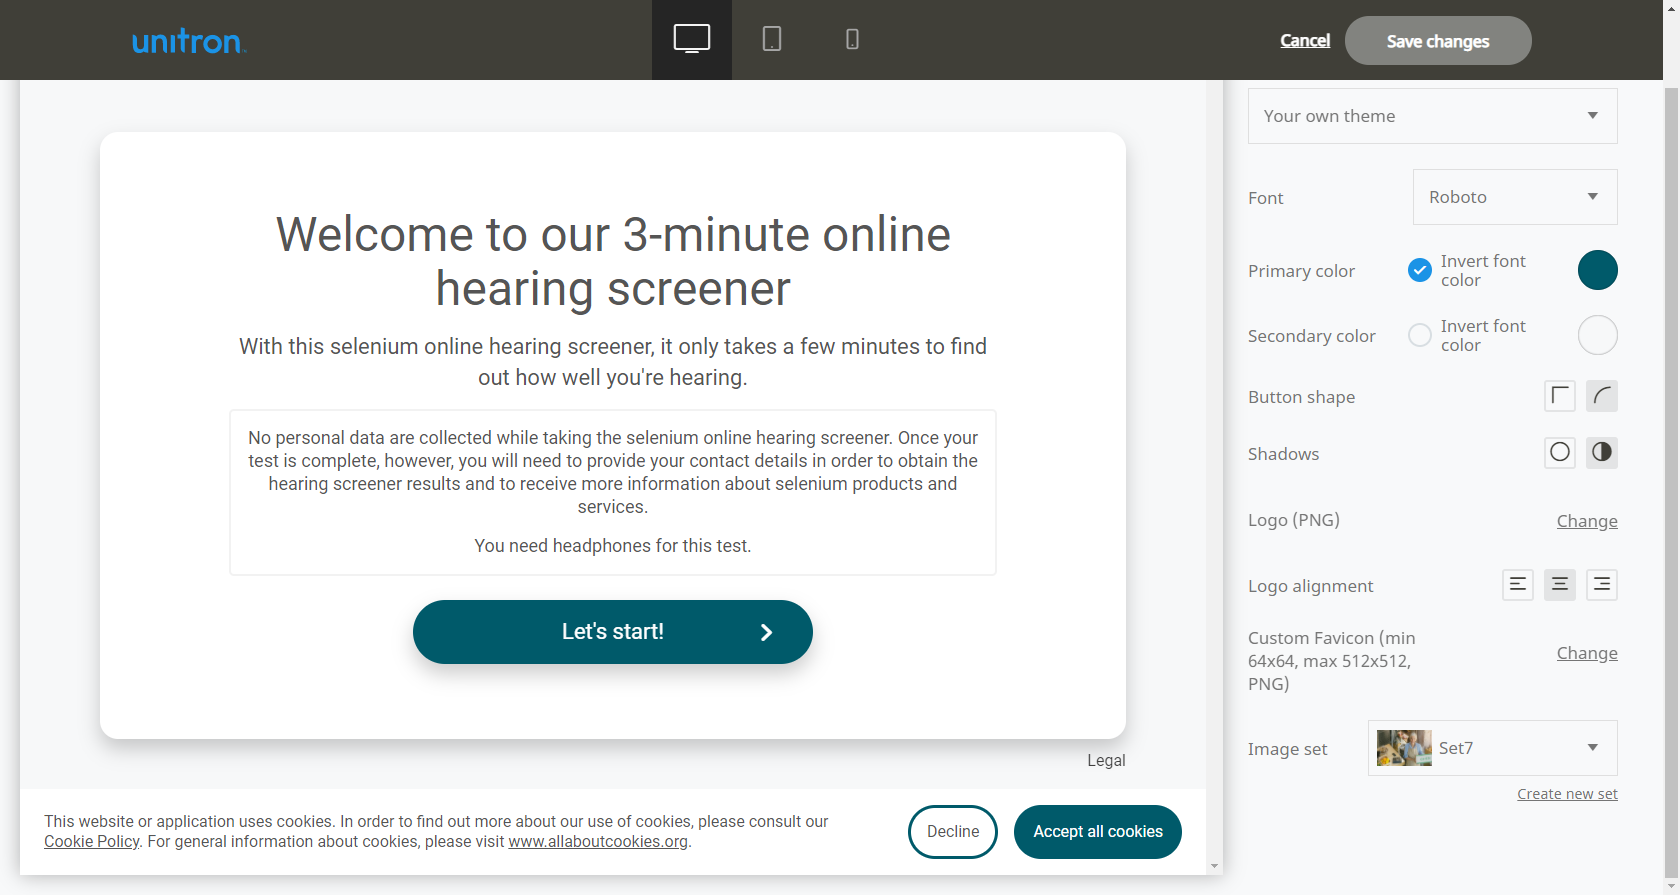 unitron
Cancel
Save changes
Welcome to our 3-minute online
hearing screener
With this selenium online hearing screener, it only takes a few minutes to find
out how well you're hearing.
No personal data are collected while taking the selenium online hearing screener. Once your
test is complete, however, you will need to provide your contact details in order to obtain the
hearing screener results and to receive more information about selenium products and
services.
You need headphones for this test.
Let's start!
Legal
This website or application uses cookies. In order to find out more about our use of cookies, please consult our
Cookie Policy. For general information about cookies, please visit www.allaboutcookies.org.
Decline
Accept all cookies
Your own theme
Font
Roboto
Primary color
Invert font
color
Secondary color
Invert font
color
Button shape
Shadows
Logo (PNG)
Change
Logo alignment
Custom Favicon (min
64x64, max 512x512,
PNG)
Change
Image set
Set7
Create new set